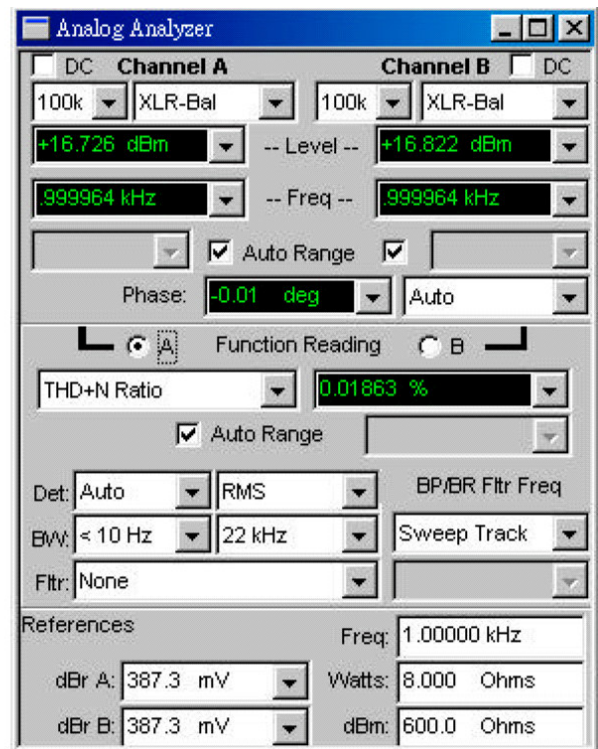 Analog Analyzer
DC Channel A Channel B DC
100k XLR-Bal 100k XLR-Bal
+16.726 dBm -- Level -- +16.822 dBm
.999964 kHz -- Freq -- .999964 kHz
Auto Range
Phase: -0.01 deg Auto
A Function Reading B
THD+N Ratio 0.01863 %
Auto Range
Det: Auto RMS BP/BR Fltr Freq
BW: < 10 Hz 22 kHz Sweep Track
Fltr: None
References Freq: 1.00000 kHz
dBr A: 387.3 mV Watts: 8.000 Ohms
dBr B: 387.3 mV dBm: 600.0 Ohms